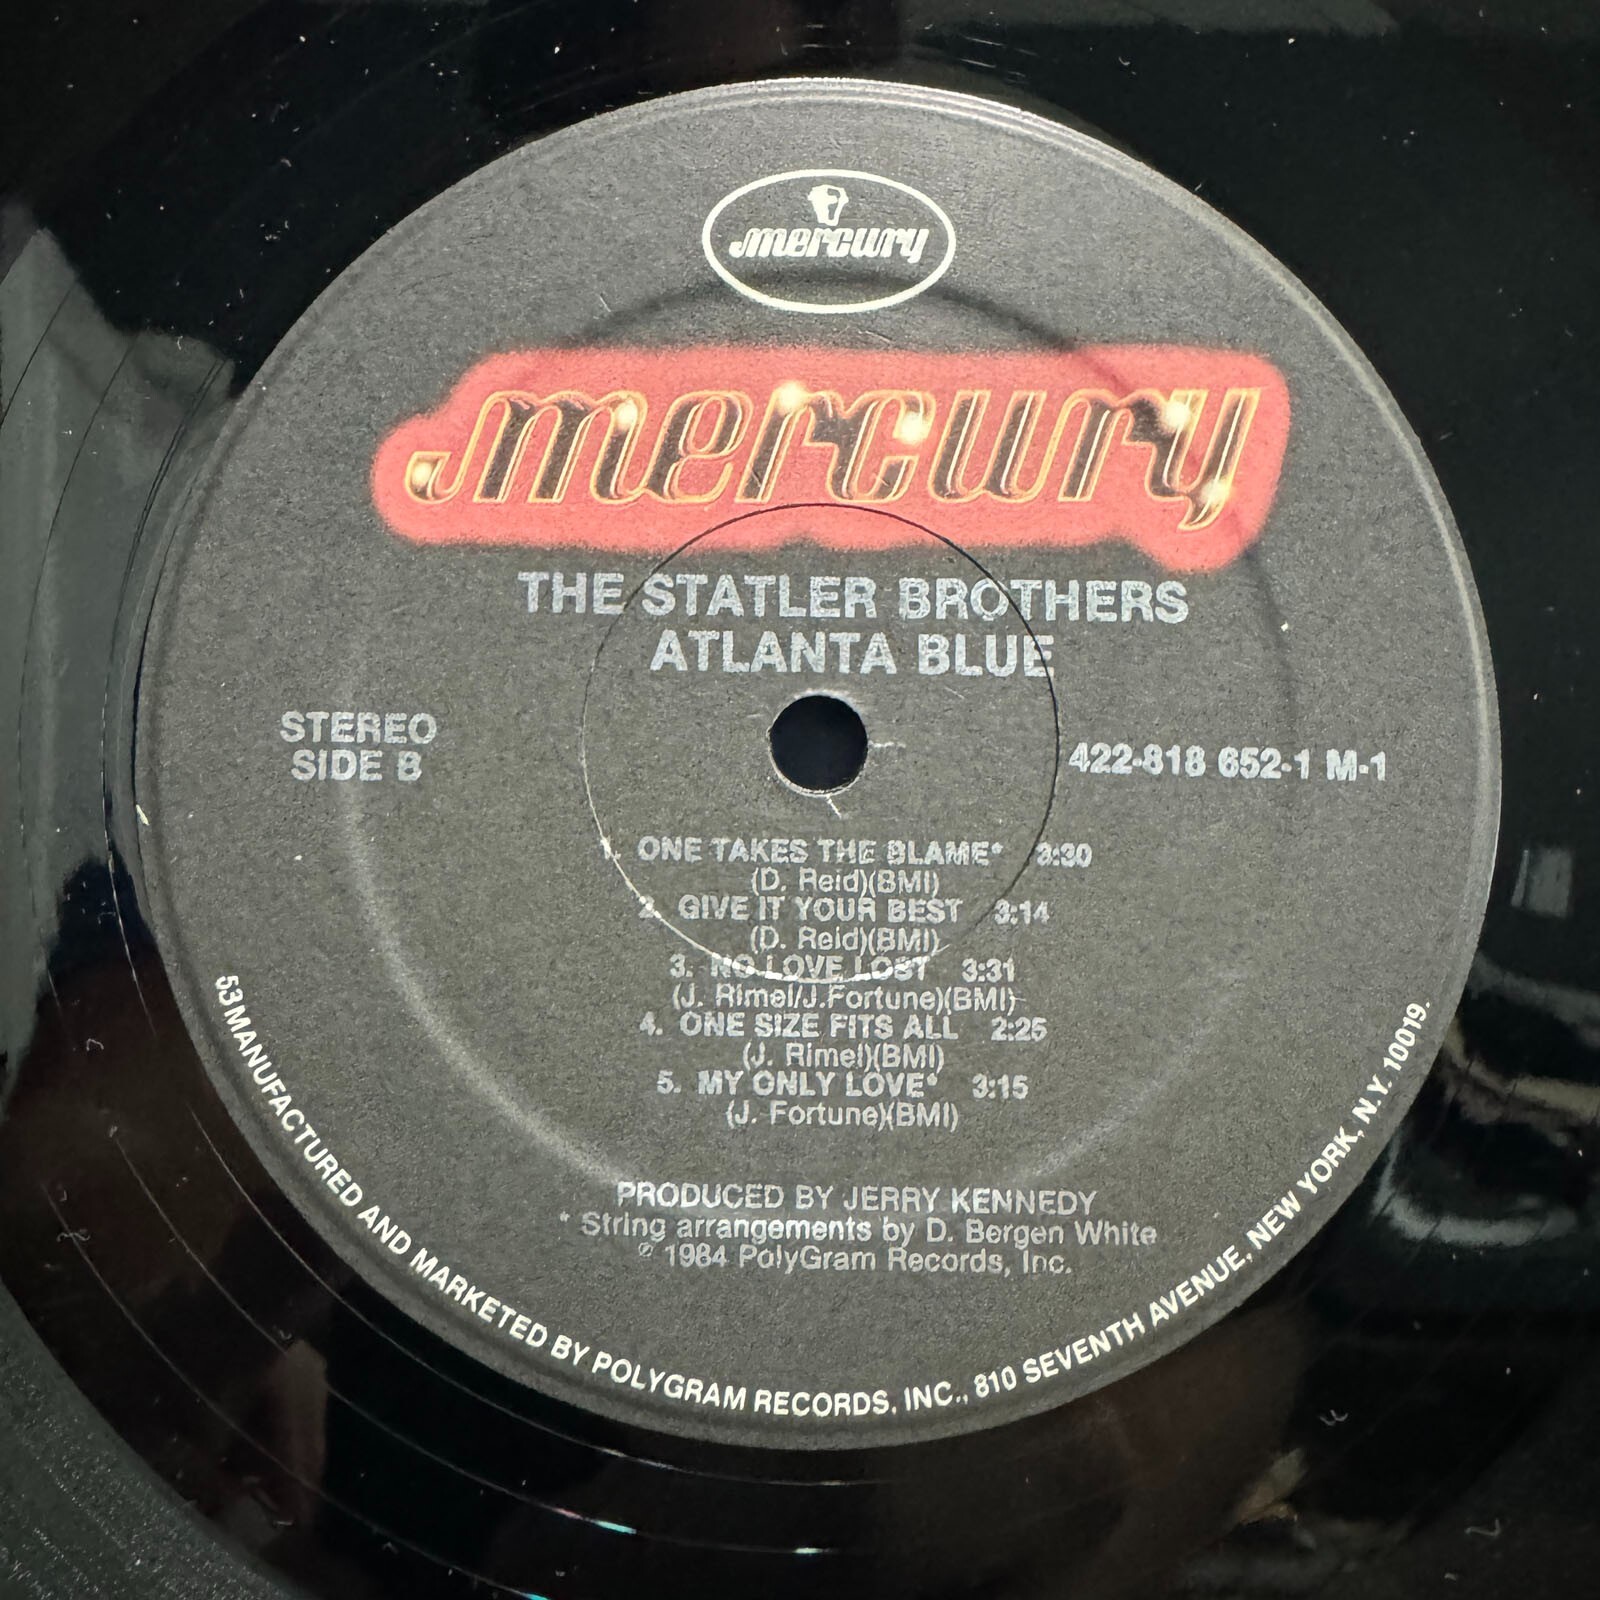 mercury
mercury
THE STATLER BROTHERS
ATLANTA BLUE
STEREO
SIDE B
422-818 652-1 M-1
1. ONE TAKES THE BLAME* 3:30
(D. Reid)(BMI)
2. GIVE IT YOUR BEST 3:14
(D. Reid)(BMI)
3. NO LOVE LOST 3:31
(J. Rimel/J.Fortune)(BMI)
4. ONE SIZE FITS ALL 2:25
(J. Rimel)(BMI)
5. MY ONLY LOVE* 3:15
(J. Fortune)(BMI)
PRODUCED BY JERRY KENNEDY
* String arrangements by D. Bergen White
℗ 1984 PolyGram Records, Inc.
53 MANUFACTURED AND MARKETED BY POLYGRAM RECORDS, INC., 810 SEVENTH AVENUE, NEW YORK, N.Y. 10019.